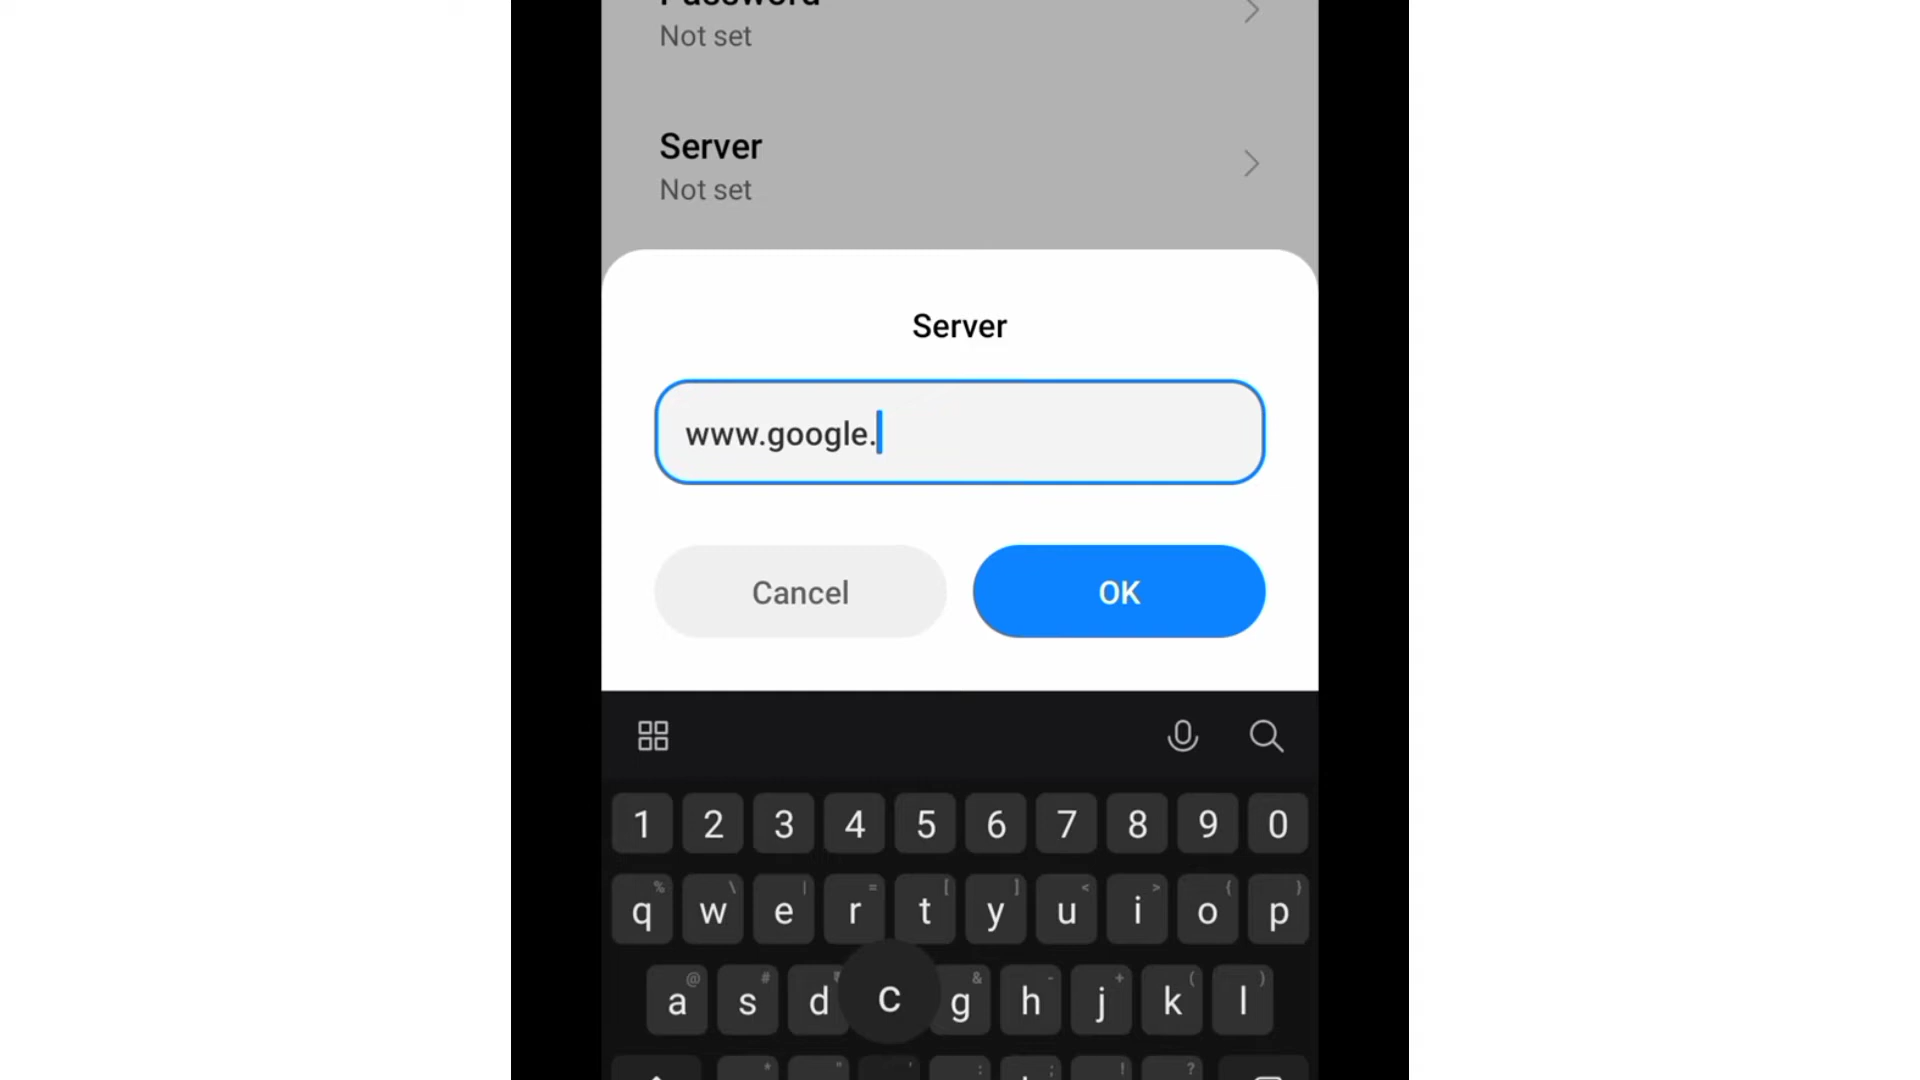 Password
Not set
Server
Not set
Server
www.google.
Cancel
OK
1 2 3 4 5 6 7 8 9 0
% \ | = [ ] < > { }
q w e r t y u i o p
@ # & - + ( )
a s d c g h j k l
* " ' : ; ! ?